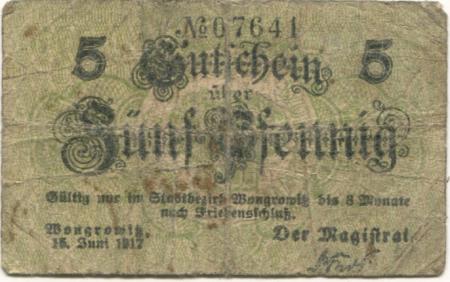 № 07641
5 Gutschein 5
über
Fünf Pfennig
Gültig nur im Stadtbezirk Wongrowitz bis 3 Monate
nach Friedensschluß.
Wongrowitz,
15. Juni 1917
Der Magistrat.